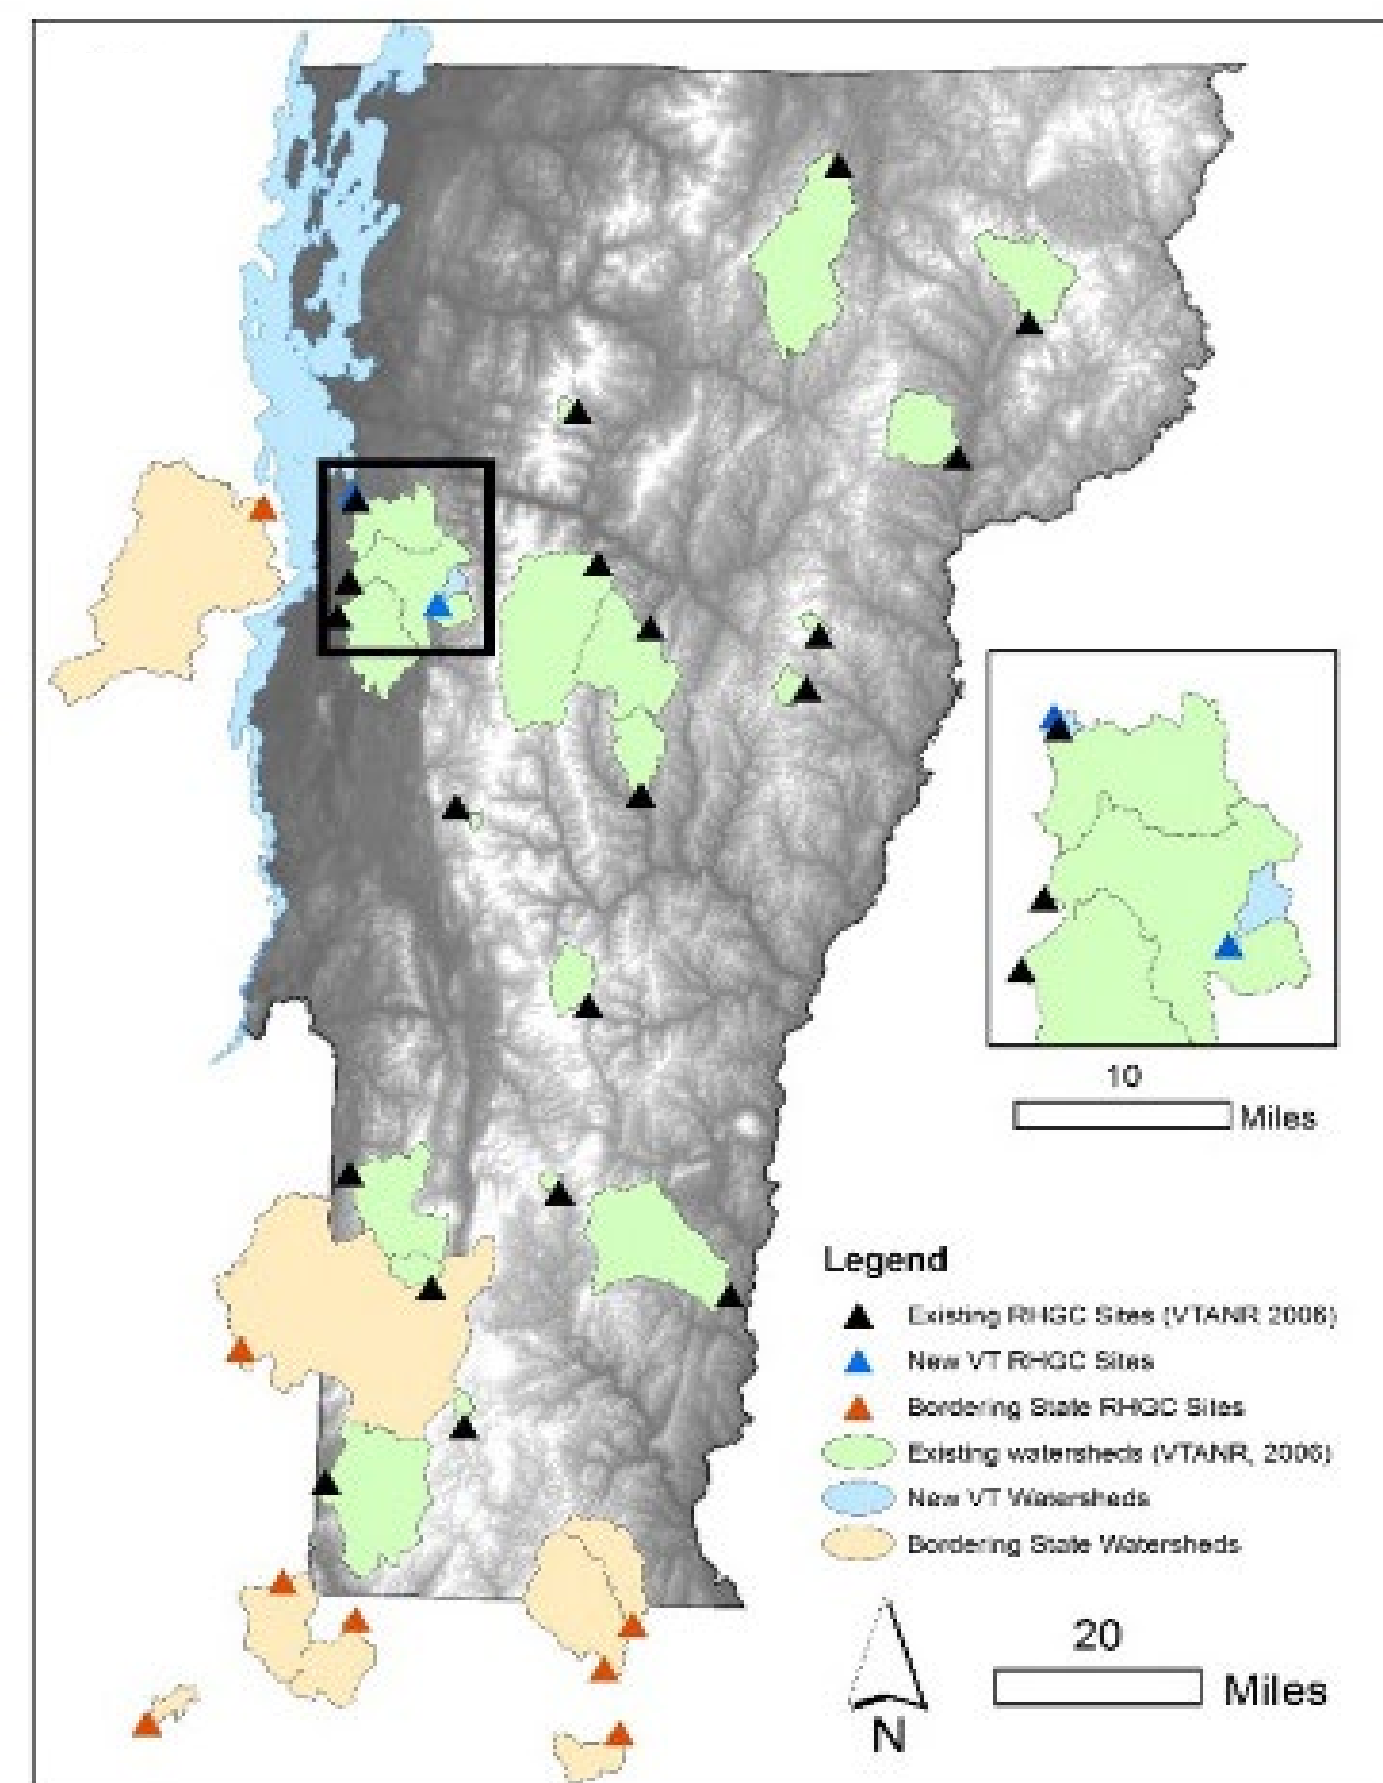 10
Miles
Legend
Existing RHGC Sites (VTANR 2006)
New VT RHGC Sites
Bordering State RHGC Sites
Existing watersheds (VTANR, 2006)
New VT Watersheds
Bordering State Watersheds
20
Miles
N